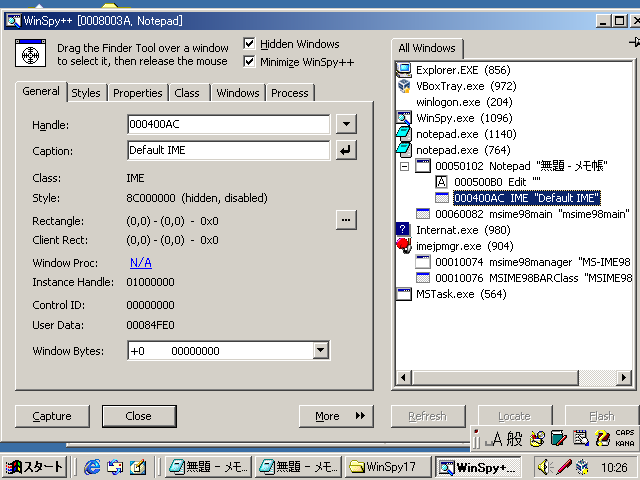 WinSpy++ [0008003A, Notepad]
Drag the Finder Tool over a window
to select it, then release the mouse
Hidden Windows
Minimize WinSpy++
General Styles Properties Class Windows Process
Handle: 000400AC
Caption: Default IME
Class: IME
Style: 8C000000 (hidden, disabled)
Rectangle: (0,0) - (0,0) - 0x0
...
Client Rect: (0,0) - (0,0) - 0x0
Window Proc: N/A
Instance Handle: 01000000
Control ID: 00000000
User Data: 00084FE0
Window Bytes: +0 00000000
Capture Close More
All Windows
Explorer.EXE (856)
VBoxTray.exe (972)
winlogon.exe (204)
WinSpy.exe (1096)
notepad.exe (1140)
notepad.exe (764)
00050102 Notepad "無題 - メモ帳"
000500B0 Edit ""
000400AC IME "Default IME"
00060082 msime98main "msime98main"
Internat.exe (980)
imejpmgr.exe (904)
00010074 msime98manager "MS-IME98
00010076 MSIME98BARClass "MSIME98
MSTask.exe (564)
Refresh Locate Flash
A 般 CAPS
KANA
スタート 無題 - メモ... 無題 - メモ... WinSpy17 WinSpy+... 10:26